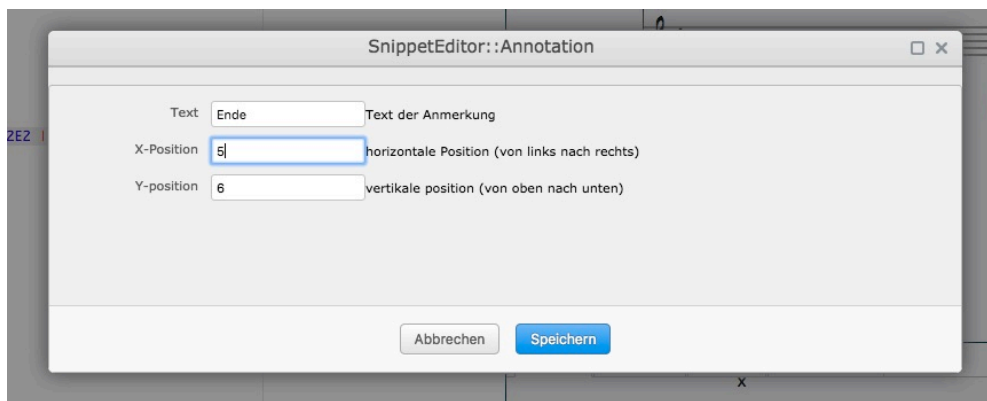 SnippetEditor::Annotation
Text Ende Text der Anmerkung
2E2 |
X-Position 5 horizontale Position (von links nach rechts)
Y-position 6 vertikale position (von oben nach unten)
Abbrechen Speichern
x